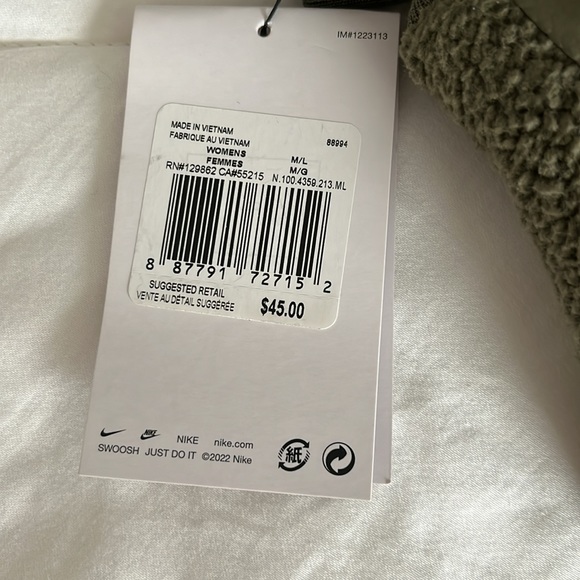 IM#1223113
MADE IN VIETNAM 88994
FABRIQUE AU VIETNAM
WOMENS M/L
FEMMES M/G
RN#129862 CA#55215 N.100.4359.213.ML
8 87791 72715 2
SUGGESTED RETAIL
VENTE AU DÉTAIL SUGGÉRÉE $45.00
NIKE NIKE nike.com
SWOOSH JUST DO IT ©2022 Nike
紙